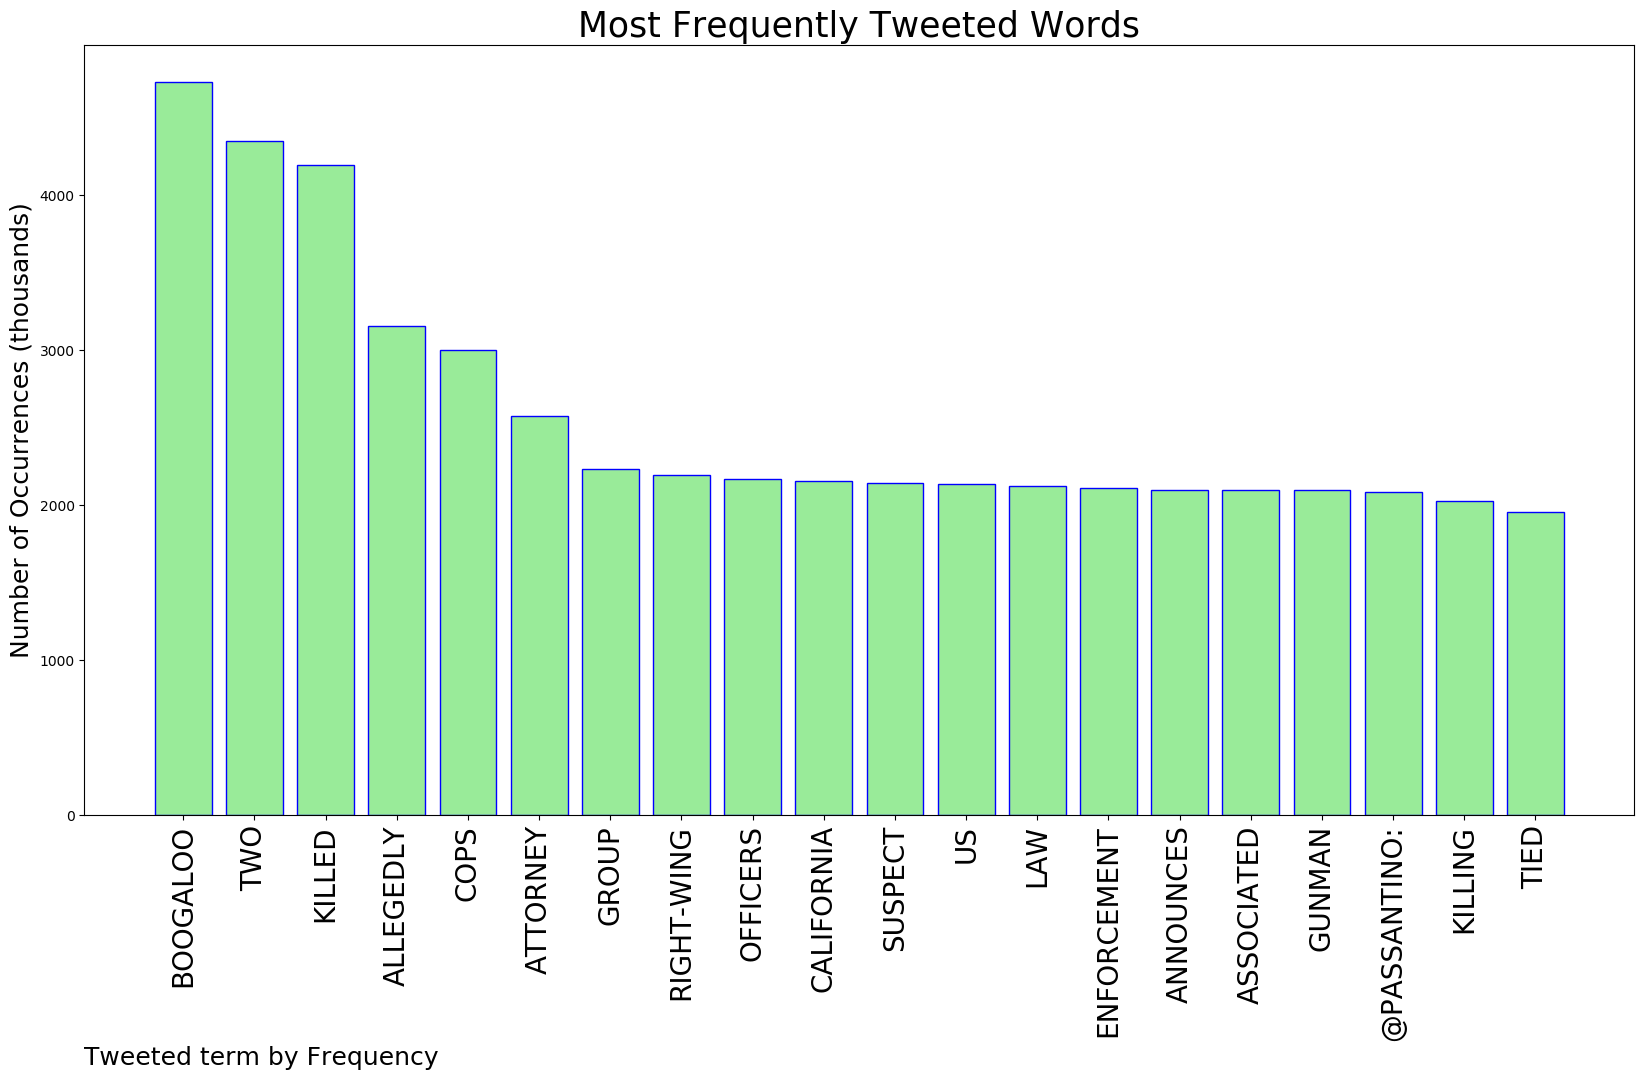 Most Frequently Tweeted Words
Number of Occurrences (thousands)
4000
3000
2000
1000
0
BOOGALOO
TWO
KILLED
ALLEGEDLY
COPS
ATTORNEY
GROUP
RIGHT-WING
OFFICERS
CALIFORNIA
SUSPECT
US
LAW
ENFORCEMENT
ANNOUNCES
ASSOCIATED
GUNMAN
@PASSANTINO:
KILLING
TIED
Tweeted term by Frequency